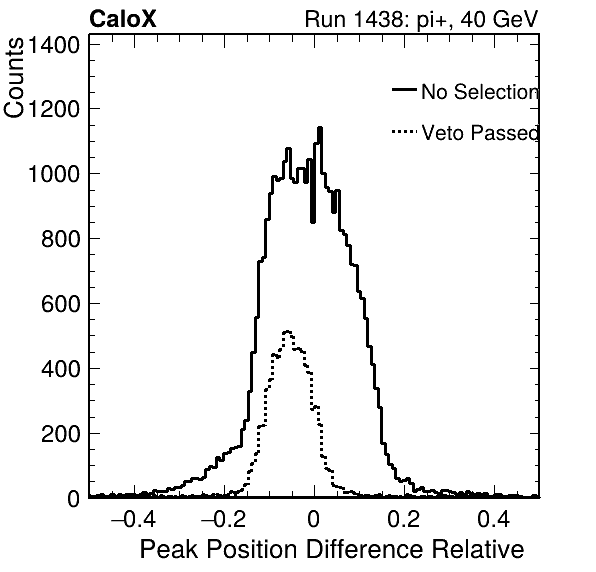 CaloX Run 1438: pi+, 40 GeV
Counts
1400
1200
1000
800
600
400
200
0
No Selection
Veto Passed
−0.4 −0.2 0 0.2 0.4
Peak Position Difference Relative